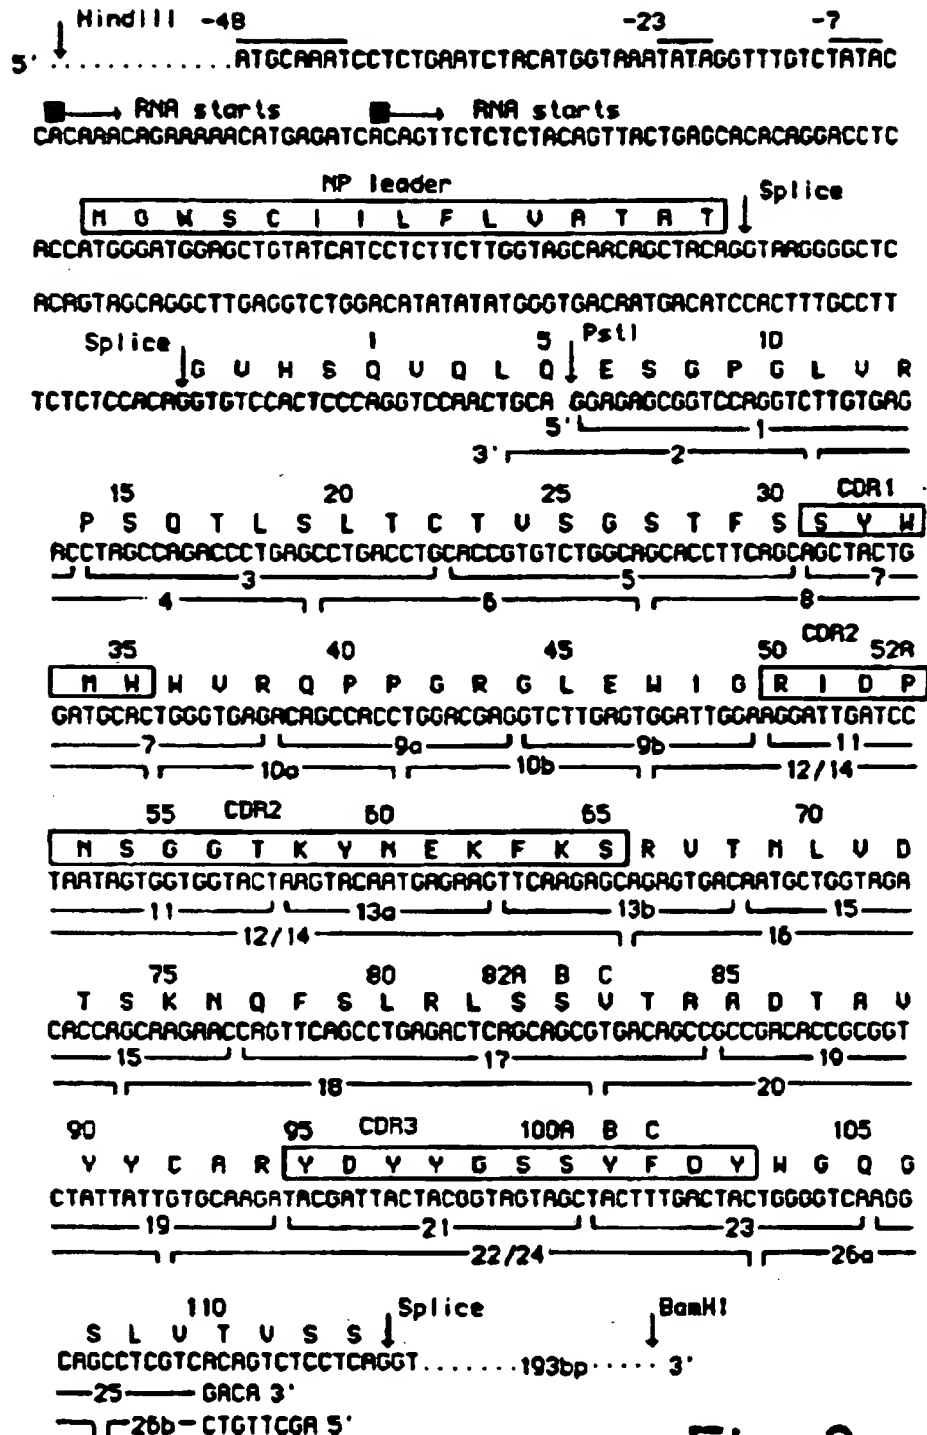 HindIII -48 -23 -7
5' ............ATGCAAATCCTCTGAATCTACATGGTAAATATAGGTTTGTCTATAC
RNA starts RNA starts
CACAAACAGAAAAACATGAGATCACAGTTCTCTCTACAGTTACTGAGCACACAGGACCTC
NP leader Splice
M G W S C I I L F L V A T A T
ACCATGGGATGGAGCTGTATCATCCTCTTCTTGGTAGCAACAGCTACAGGTAAGGGGCTC
ACAGTAGCAGGCTTGAGGTCTGGACATATATATGGGTGACAATGACATCCACTTTGCCTT
Splice 1 5 PstI 10
G V H S Q V Q L Q E S G P G L V R
TCTCTCCACAGGTGTCCACTCCCAGGTCCAACTGCA GGAGAGCGGTCCAGGTCTTGTGAG
5' 1
3' 2
15 20 25 30 CDR1
P S Q T L S L T C T V S G S T F S S Y W
ACCTAGCCAGACCCTGAGCCTGACCTGCACCGTGTCTGGCAGCACCTTCAGCAGCTACTG
3 5 7
4 6 8
35 40 45 50 CDR2 52A
M H W V R Q P P G R G L E W I G R I D P
GATGCACTGGGTGAGACAGCCACCTGGACGAGGTCTTGAGTGGATTGGAAGGATTGATCC
7 9a 9b 11
10a 10b 12/14
55 CDR2 60 65 70
N S G G T K Y N E K F K S R V T M L V D
TAATAGTGGTGGTACTAAGTACAATGAGAAGTTCAAGAGCAGAGTGACAATGCTGGTAGA
11 13a 13b 15
12/14 16
75 80 82A B C 85
T S K N Q F S L R L S S V T A A D T A V
CACCAGCAAGAACCAGTTCAGCCTGAGACTCAGCAGCGTGACAGCCGCCGACACCGCGGT
15 17 19
18 20
90 95 CDR3 100A B C 105
Y Y C A R Y D Y Y G S S Y F D Y W G Q G
CTATTATTGTGCAAGATACGATTACTACGGTAGTAGCTACTTTGACTACTGGGGTCAAGG
19 21 23
22/24 26a
110 Splice BamHI
S L V T V S S
CAGCCTCGTCACAGTCTCCTCAGGT.......193bp..... 3'
25 GACA 3'
26b CTGTTCGA 5'